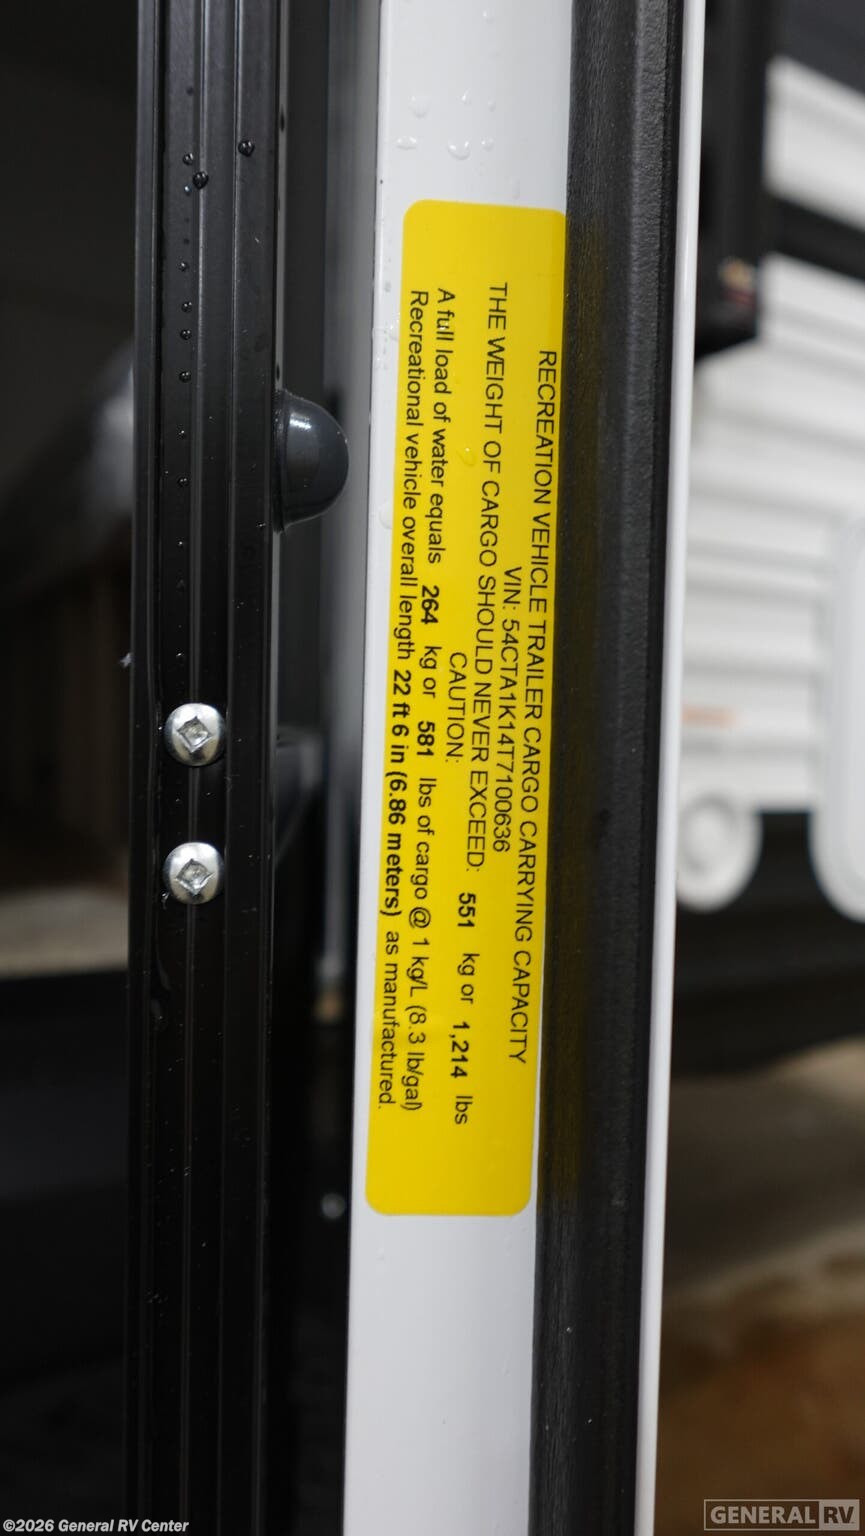 RECREATION VEHICLE TRAILER CARGO CARRYING CAPACITY
VIN: 54CTA1K14T7100636
THE WEIGHT OF CARGO SHOULD NEVER EXCEED: 551 kg or 1,214 lbs
CAUTION:
A full load of water equals 264 kg or 581 lbs of cargo @ 1 kg/L (8.3 lb/gal)
Recreational vehicle overall length 22 ft 6 in (6.86 meters) as manufactured.
©2026 General RV Center
GENERAL RV